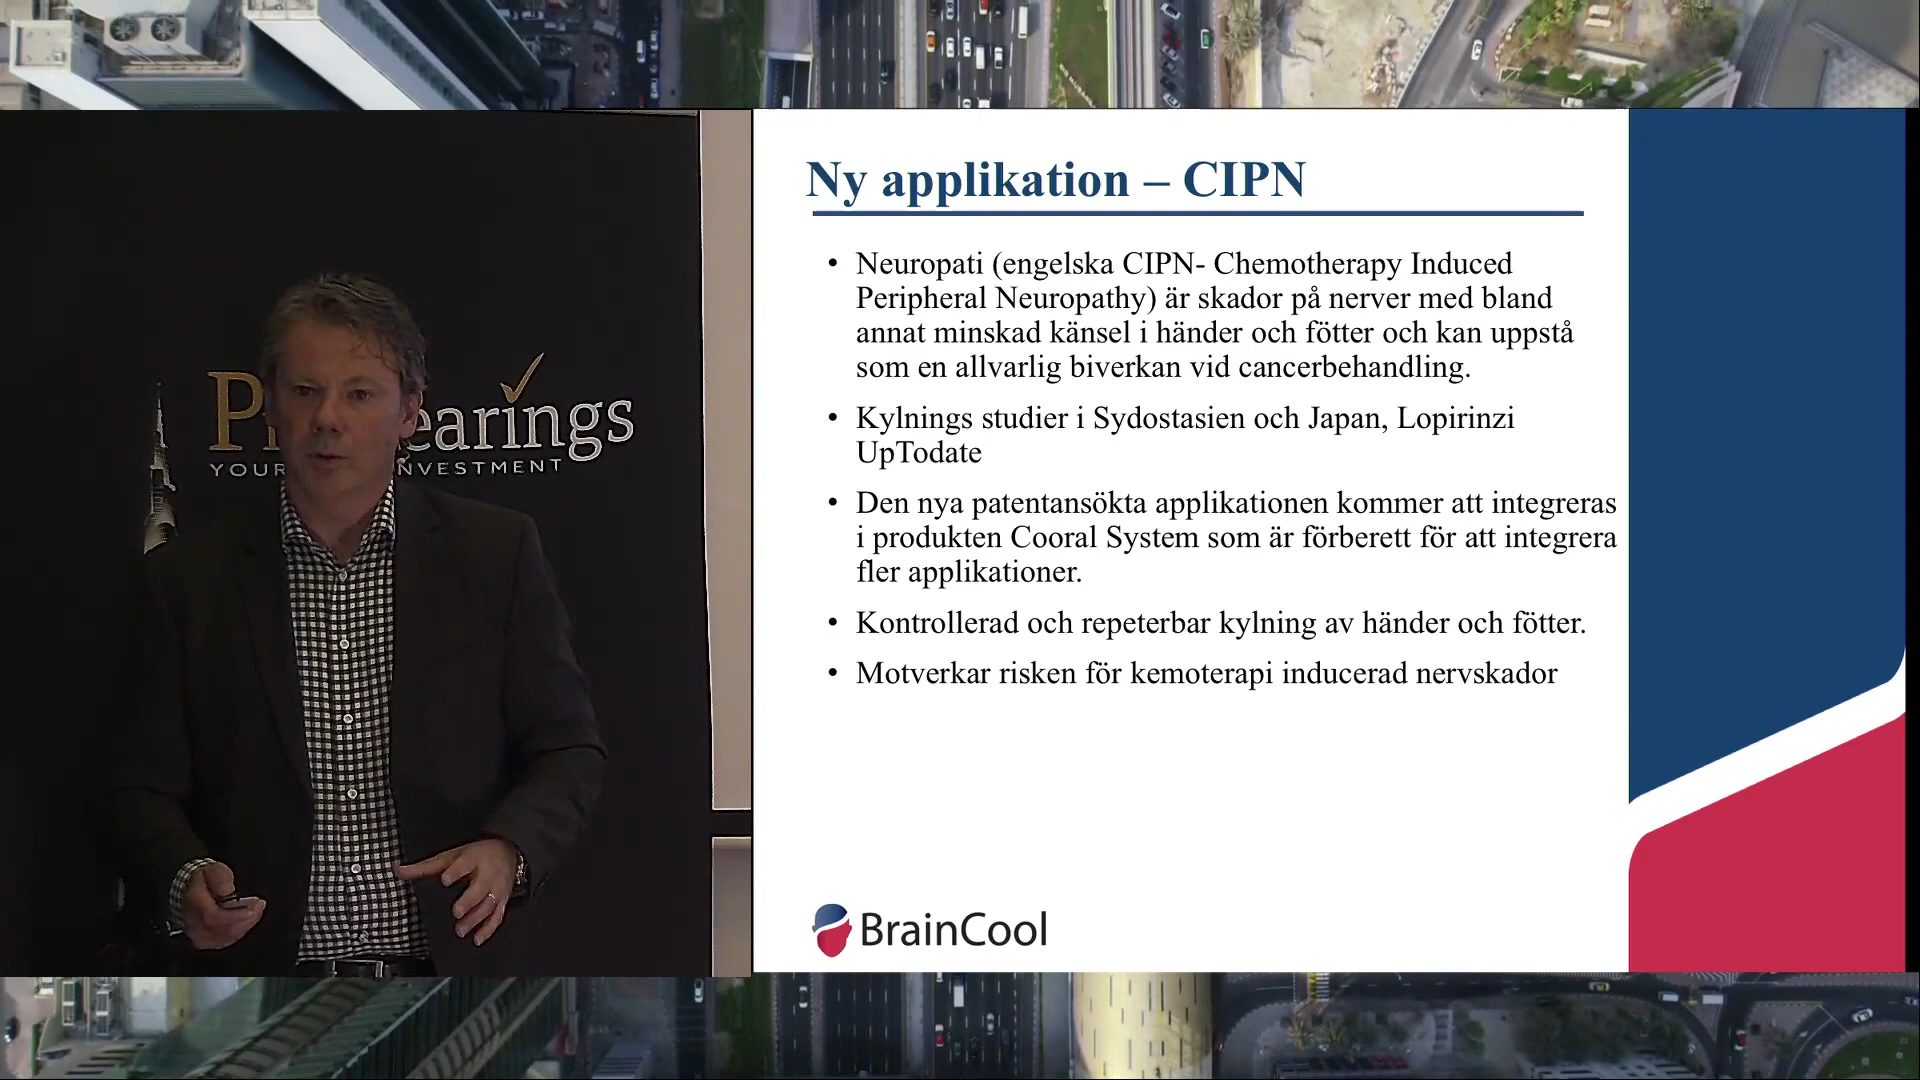 Ny applikation – CIPN
• Neuropati (engelska CIPN- Chemotherapy Induced
Peripheral Neuropathy) är skador på nerver med bland
annat minskad känsel i händer och fötter och kan uppstå
som en allvarlig biverkan vid cancerbehandling.
• Kylnings studier i Sydostasien och Japan, Lopirinzi
UpTodate
• Den nya patentansökta applikationen kommer att integreras
i produkten Cooral System som är förberett för att integrera
fler applikationer.
• Kontrollerad och repeterbar kylning av händer och fötter.
• Motverkar risken för kemoterapi inducerad nervskador
BrainCool
YOUR